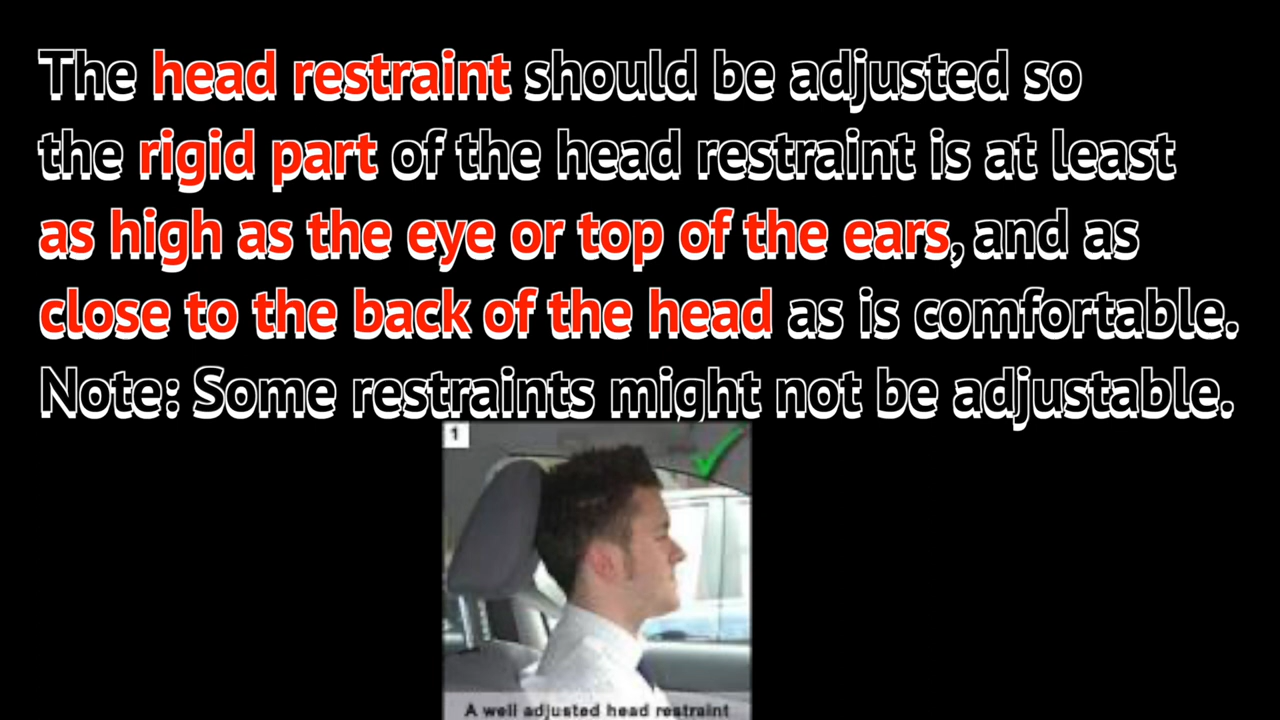 The head restraint should be adjusted so
the rigid part of the head restraint is at least
as high as the eye or top of the ears, and as
close to the back of the head as is comfortable.
Note: Some restraints might not be adjustable.
1
A well adjusted head restraint